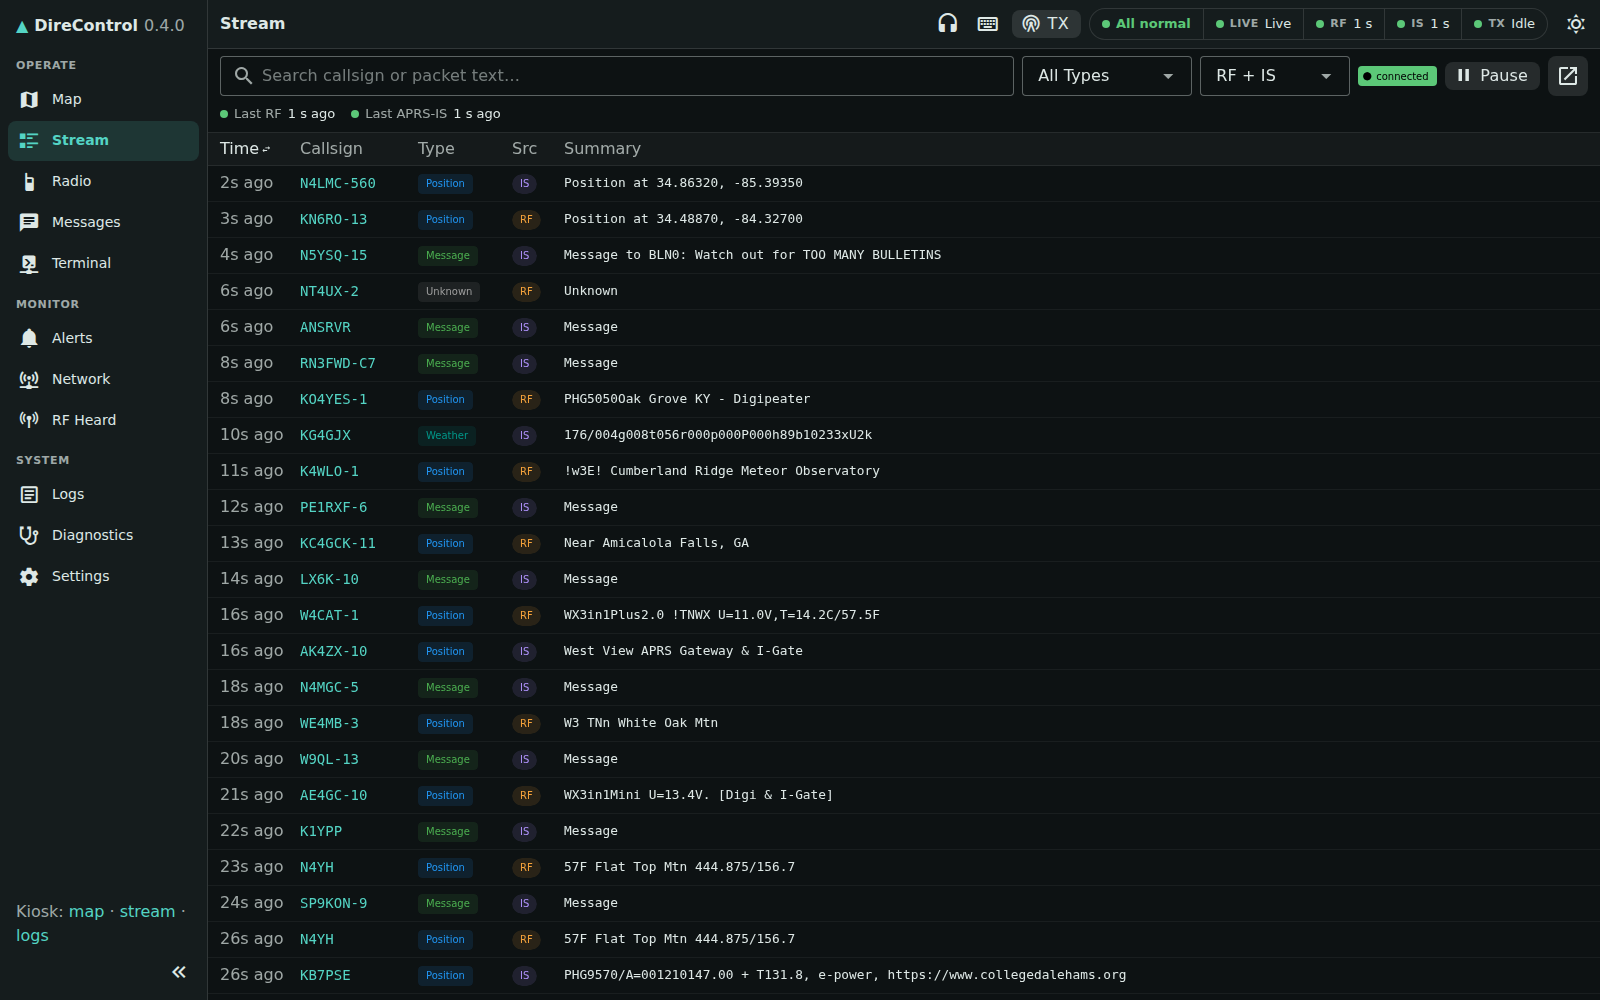 ▲ DireControl 0.4.0
OPERATE
Map
Stream
Radio
Messages
Terminal
MONITOR
Alerts
Network
RF Heard
SYSTEM
Logs
Diagnostics
Settings
Kiosk: map · stream ·
logs
Stream
TX
All normal
LIVE Live
RF 1 s
IS 1 s
TX Idle
Search callsign or packet text...
All Types
RF + IS
connected
Pause
Last RF 1 s ago Last APRS-IS 1 s ago
Time Callsign Type Src Summary
2s ago N4LMC-560 Position IS Position at 34.86320, -85.39350
3s ago KN6RO-13 Position RF Position at 34.48870, -84.32700
4s ago N5YSQ-15 Message IS Message to BLN0: Watch out for TOO MANY BULLETINS
6s ago NT4UX-2 Unknown RF Unknown
6s ago ANSRVR Message IS Message
8s ago RN3FWD-C7 Message IS Message
8s ago KO4YES-1 Position RF PHG5050Oak Grove KY - Digipeater
10s ago KG4GJX Weather IS 176/004g008t056r000p000P000h89b10233xU2k
11s ago K4WLO-1 Position RF !w3E! Cumberland Ridge Meteor Observatory
12s ago PE1RXF-6 Message IS Message
13s ago KC4GCK-11 Position RF Near Amicalola Falls, GA
14s ago LX6K-10 Message IS Message
16s ago W4CAT-1 Position RF WX3in1Plus2.0 !TNWX U=11.0V,T=14.2C/57.5F
16s ago AK4ZX-10 Position IS West View APRS Gateway & I-Gate
18s ago N4MGC-5 Message IS Message
18s ago WE4MB-3 Position RF W3 TNn White Oak Mtn
20s ago W9QL-13 Message IS Message
21s ago AE4GC-10 Position RF WX3in1Mini U=13.4V. [Digi & I-Gate]
22s ago K1YPP Message IS Message
23s ago N4YH Position RF 57F Flat Top Mtn 444.875/156.7
24s ago SP9KON-9 Message IS Message
26s ago N4YH Position RF 57F Flat Top Mtn 444.875/156.7
26s ago KB7PSE Position IS PHG9570/A=001210147.00 + T131.8, e-power, https://www.collegedalehams.org